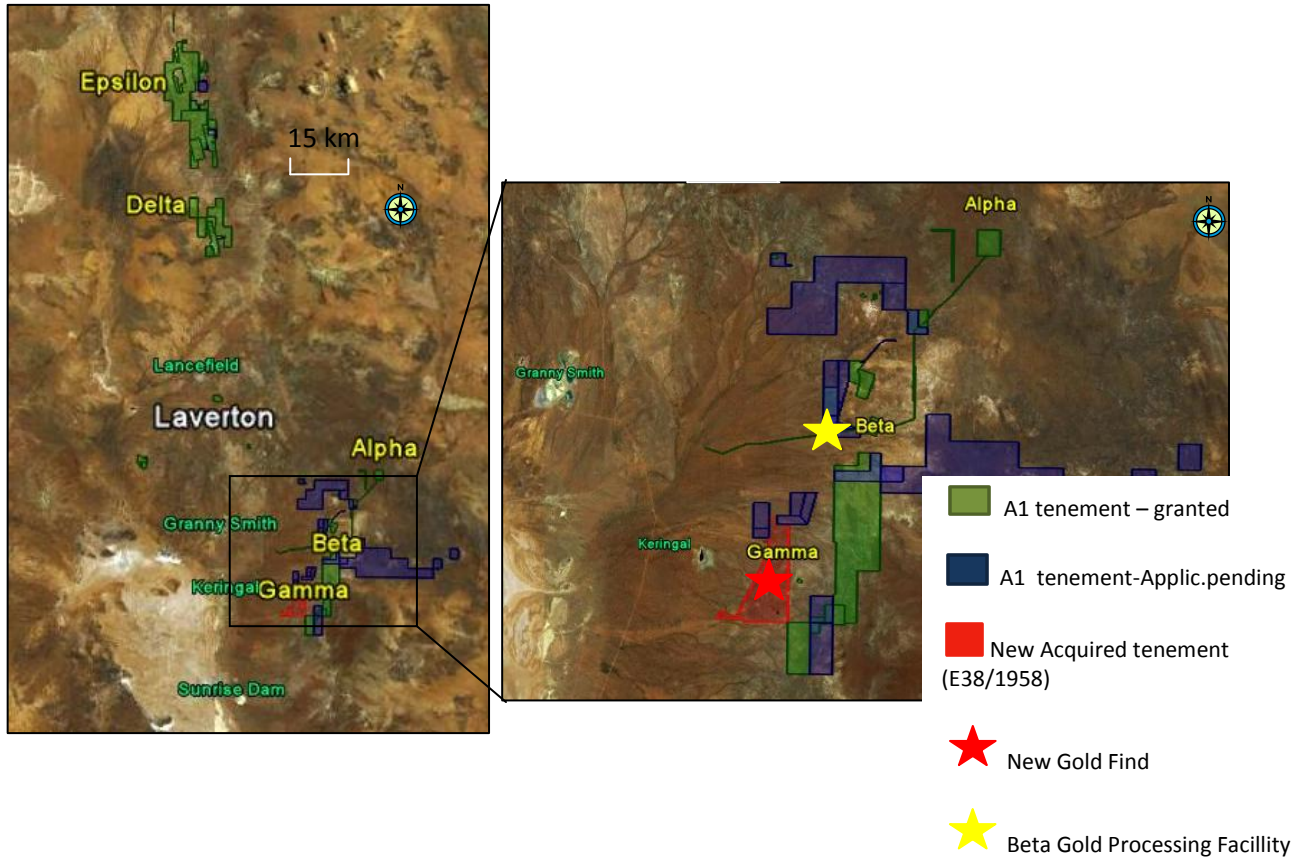 Epsilon
15 km
Delta
N
Lancefield
Laverton
Alpha
Granny Smith
Beta
Keringal
Gamma
Sunrise Dam
Alpha
N
Granny Smith
Beta
Keringal
Gamma
A1 tenement – granted
A1 tenement-Applic.pending
New Acquired tenement
(E38/1958)
New Gold Find
Beta Gold Processing Facillity